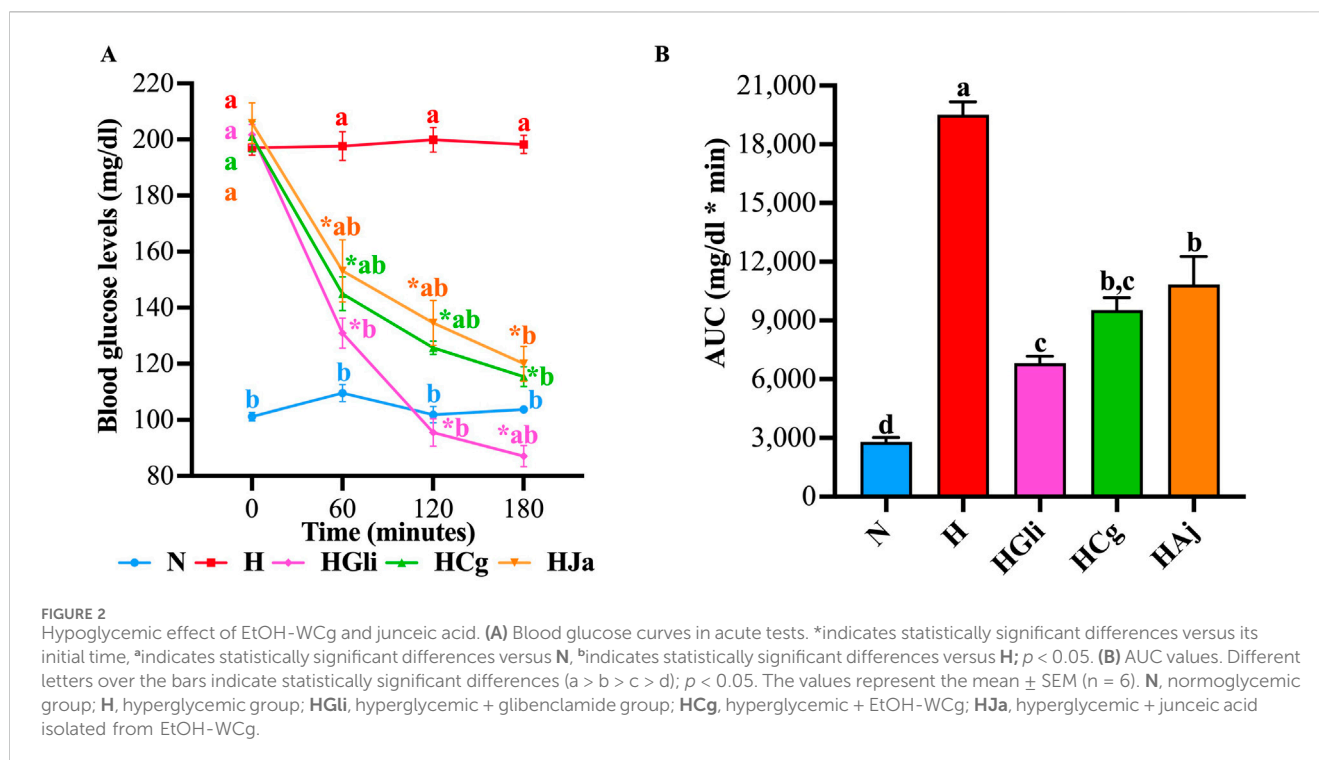 A
220
200
180
160
140
120
100
80
Blood glucose levels (mg/dl)
a
a
a
a
a
a
a
*ab
*ab
*b
*ab
*ab
*b
*b
*b
*ab
b
b
b
b
0
60
120
180
Time (minutes)
N
H
HGli
HCg
HJa
B
21,000
18,000
15,000
12,000
9,000
6,000
3,000
0
AUC (mg/dl * min)
d
a
c
b,c
b
N
H
HGli
HCg
HAj
FIGURE 2
Hypoglycemic effect of EtOH-WCg and junceic acid. (A) Blood glucose curves in acute tests. *indicates statistically significant differences versus its
initial time, ᵃindicates statistically significant differences versus N, ᵇindicates statistically significant differences versus H; p < 0.05. (B) AUC values. Different
letters over the bars indicate statistically significant differences (a > b > c > d); p < 0.05. The values represent the mean ± SEM (n = 6). N, normoglycemic
group; H, hyperglycemic group; HGli, hyperglycemic + glibenclamide group; HCg, hyperglycemic + EtOH-WCg; HJa, hyperglycemic + junceic acid
isolated from EtOH-WCg.